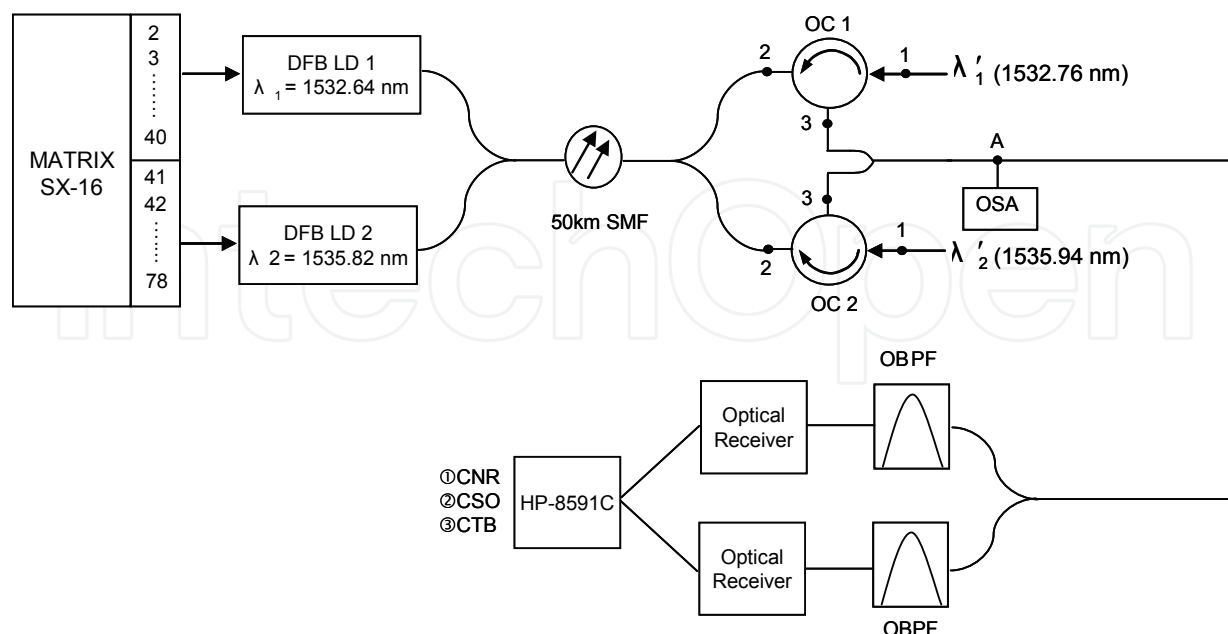 MATRIX
SX-16
2
3
40
41
42
78
DFB LD 1
λ 1 = 1532.64 nm
DFB LD 2
λ 2 = 1535.82 nm
50km SMF
OC 1
2
1
λ′1 (1532.76 nm)
3
A
OSA
3
2
1
λ′2 (1535.94 nm)
OC 2
IntechOpen
OBPF
Optical
Receiver
①CNR
②CSO
③CTB
HP-8591C
Optical
Receiver
OBPF